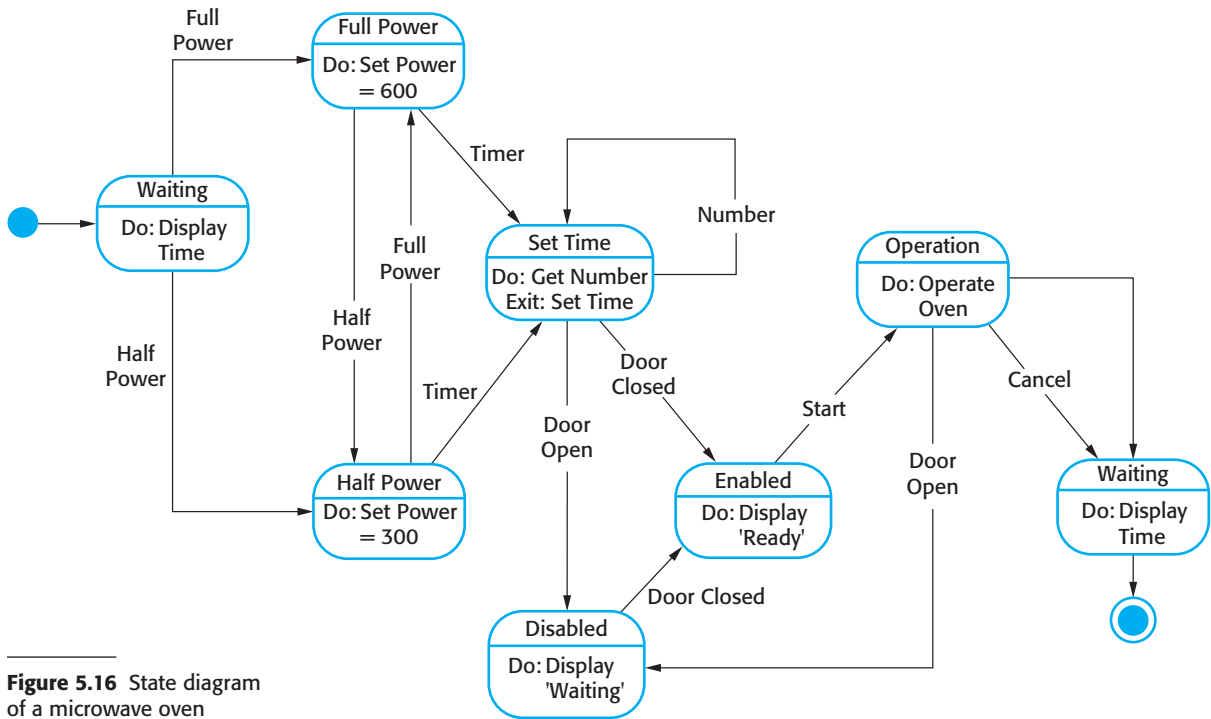 Full
Power
Full Power
Do: Set Power
= 600
Timer
Waiting
Do: Display
Time
Full
Power
Number
Set Time
Do: Get Number
Exit: Set Time
Operation
Do: Operate
Oven
Half
Power
Half
Power
Timer
Door
Closed
Door
Open
Start
Cancel
Door
Open
Half Power
Do: Set Power
= 300
Enabled
Do: Display
'Ready'
Waiting
Do: Display
Time
Door Closed
Disabled
Do: Display
'Waiting'
Figure 5.16 State diagram
of a microwave oven